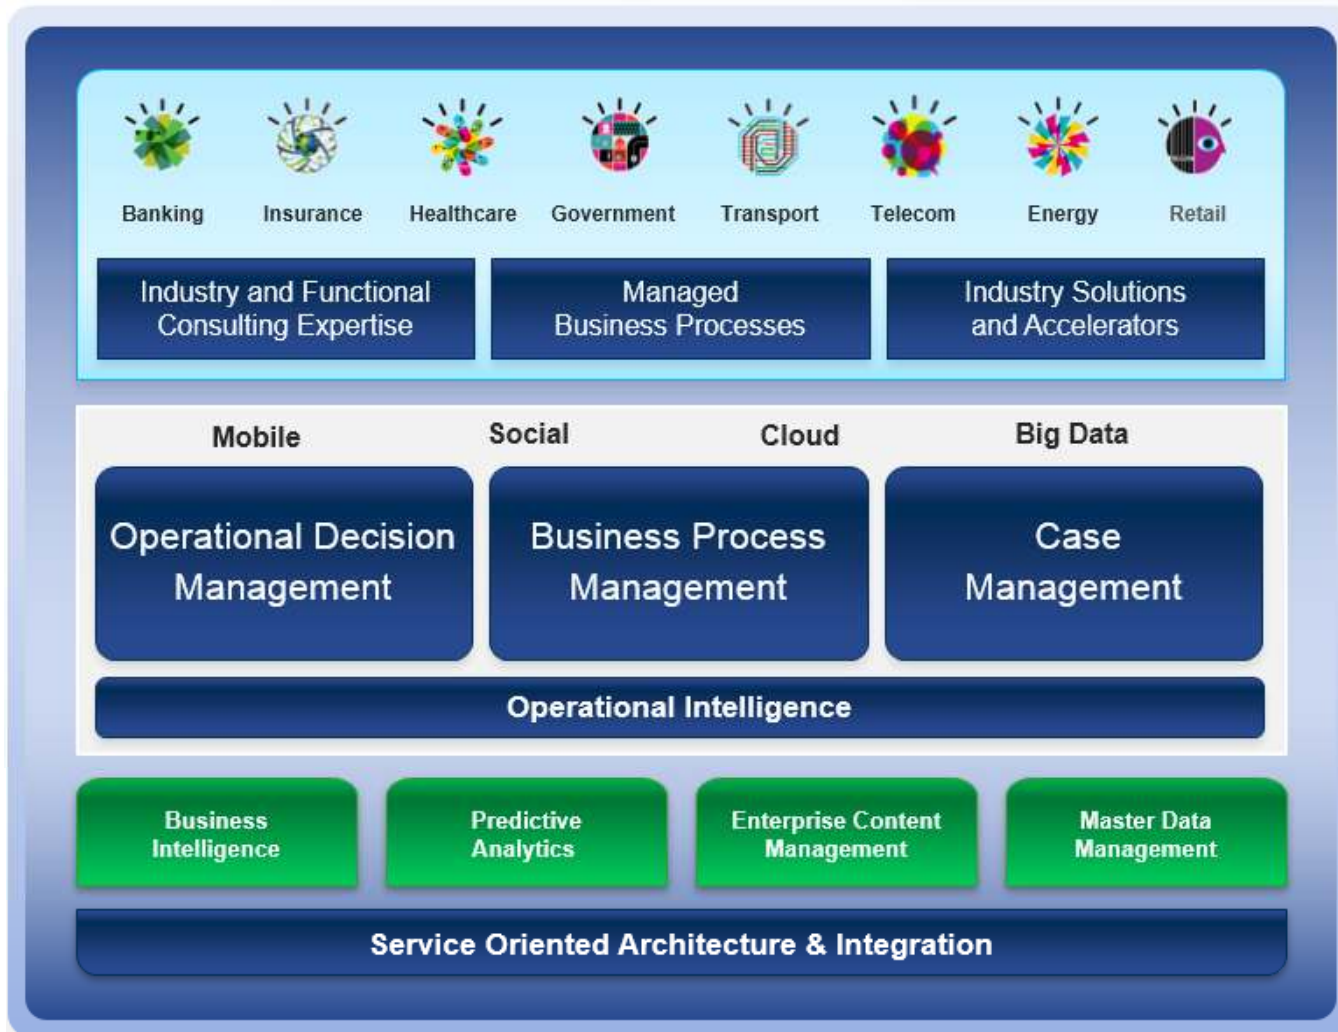 Banking Insurance Healthcare Government Transport Telecom Energy Retail
Industry and Functional
Consulting Expertise
Managed
Business Processes
Industry Solutions
and Accelerators
Mobile Social Cloud Big Data
Operational Decision
Management
Business Process
Management
Case
Management
Operational Intelligence
Business
Intelligence
Predictive
Analytics
Enterprise Content
Management
Master Data
Management
Service Oriented Architecture & Integration